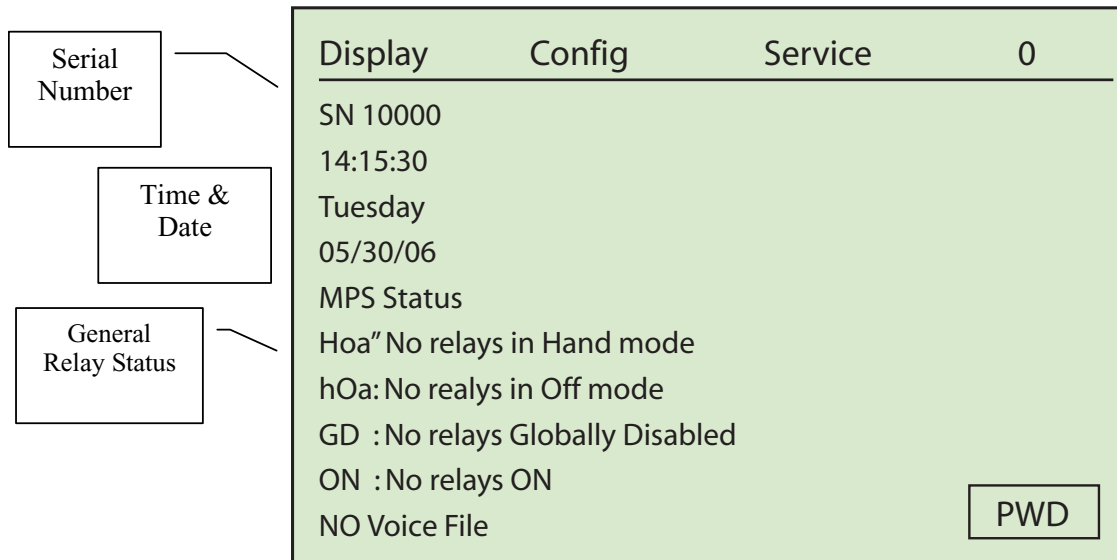 Serial
Number
Time &
Date
General
Relay Status
Display Config Service 0
SN 10000
14:15:30
Tuesday
05/30/06
MPS Status
Hoa” No relays in Hand mode
hOa: No realys in Off mode
GD : No relays Globally Disabled
ON : No relays ON
NO Voice File
PWD